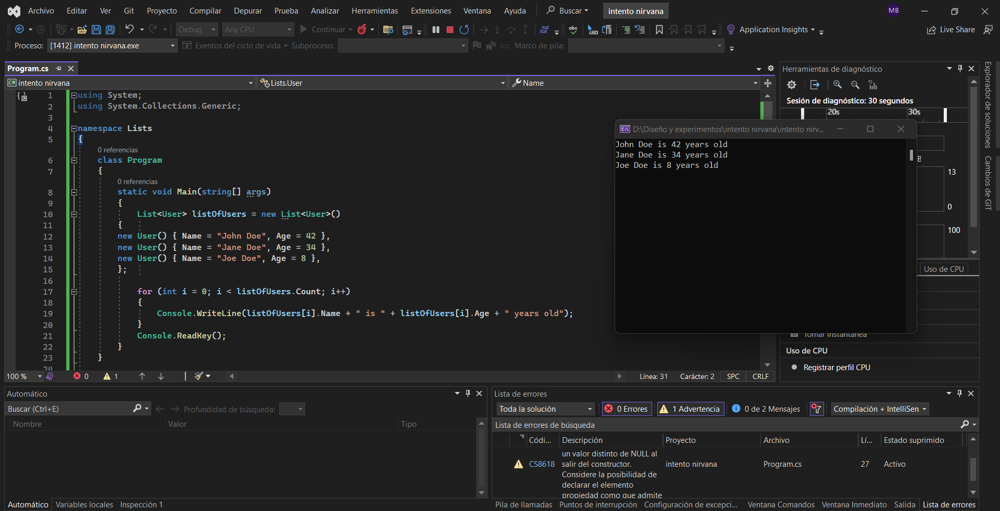 Archivo Editar Ver Git Proyecto Compilar Depurar Prueba Analizar Herramientas Extensiones Ventana Ayuda Buscar intento nirvana MB
Debug Any CPU Continuar Application Insights Live Share
Proceso: [1412] intento nirvana.exe Eventos del ciclo de vida Subproceso: Marco de pila:
Program.cs
intento nirvana Lists.User Name
1 using System;
2 using System.Collections.Generic;
3
4 namespace Lists
5 {
0 referencias
6 class Program
7 {
0 referencias
8 static void Main(string[] args)
9 {
10 List<User> listOfUsers = new List<User>()
11 {
12 new User() { Name = "John Doe", Age = 42 },
13 new User() { Name = "Jane Doe", Age = 34 },
14 new User() { Name = "Joe Doe", Age = 8 },
15 };
16
17 for (int i = 0; i < listOfUsers.Count; i++)
18 {
19 Console.WriteLine(listOfUsers[i].Name + " is " + listOfUsers[i].Age + " years old");
20 }
21 Console.ReadKey();
22 }
23 }
24
100 % 0 1 Línea: 31 Carácter: 2 SPC CRLF
D:\Diseño y experimentos\intento nirvana\intento nirv...
John Doe is 42 years old
Jane Doe is 34 years old
Joe Doe is 8 years old
Herramientas de diagnóstico
Sesión de diagnóstico: 30 segundos
20s 30s
B
13
0
100
Uso de CPU
Tomar instantánea
Uso de CPU
Registrar perfil CPU
Explorador de soluciones
Cambios de GIT
Automático
Buscar (Ctrl+E) Profundidad de búsqueda:
Nombre Valor Tipo
Automático Variables locales Inspección 1
Lista de errores
Toda la solución 0 Errores 1 Advertencia 0 de 2 Mensajes Compilación + IntelliSen
Lista de errores de búsqueda
Códi... Descripción Proyecto Archivo Lí... Estado suprimido
un valor distinto de NULL al
CS8618 salir del constructor. intento nirvana Program.cs 27 Activo
Considere la posibilidad de
declarar el elemento
propiedad como que admite
Pila de llamadas Puntos de interrupción Configuración de excepci... Ventana Comandos Ventana Inmediato Salida Lista de errores